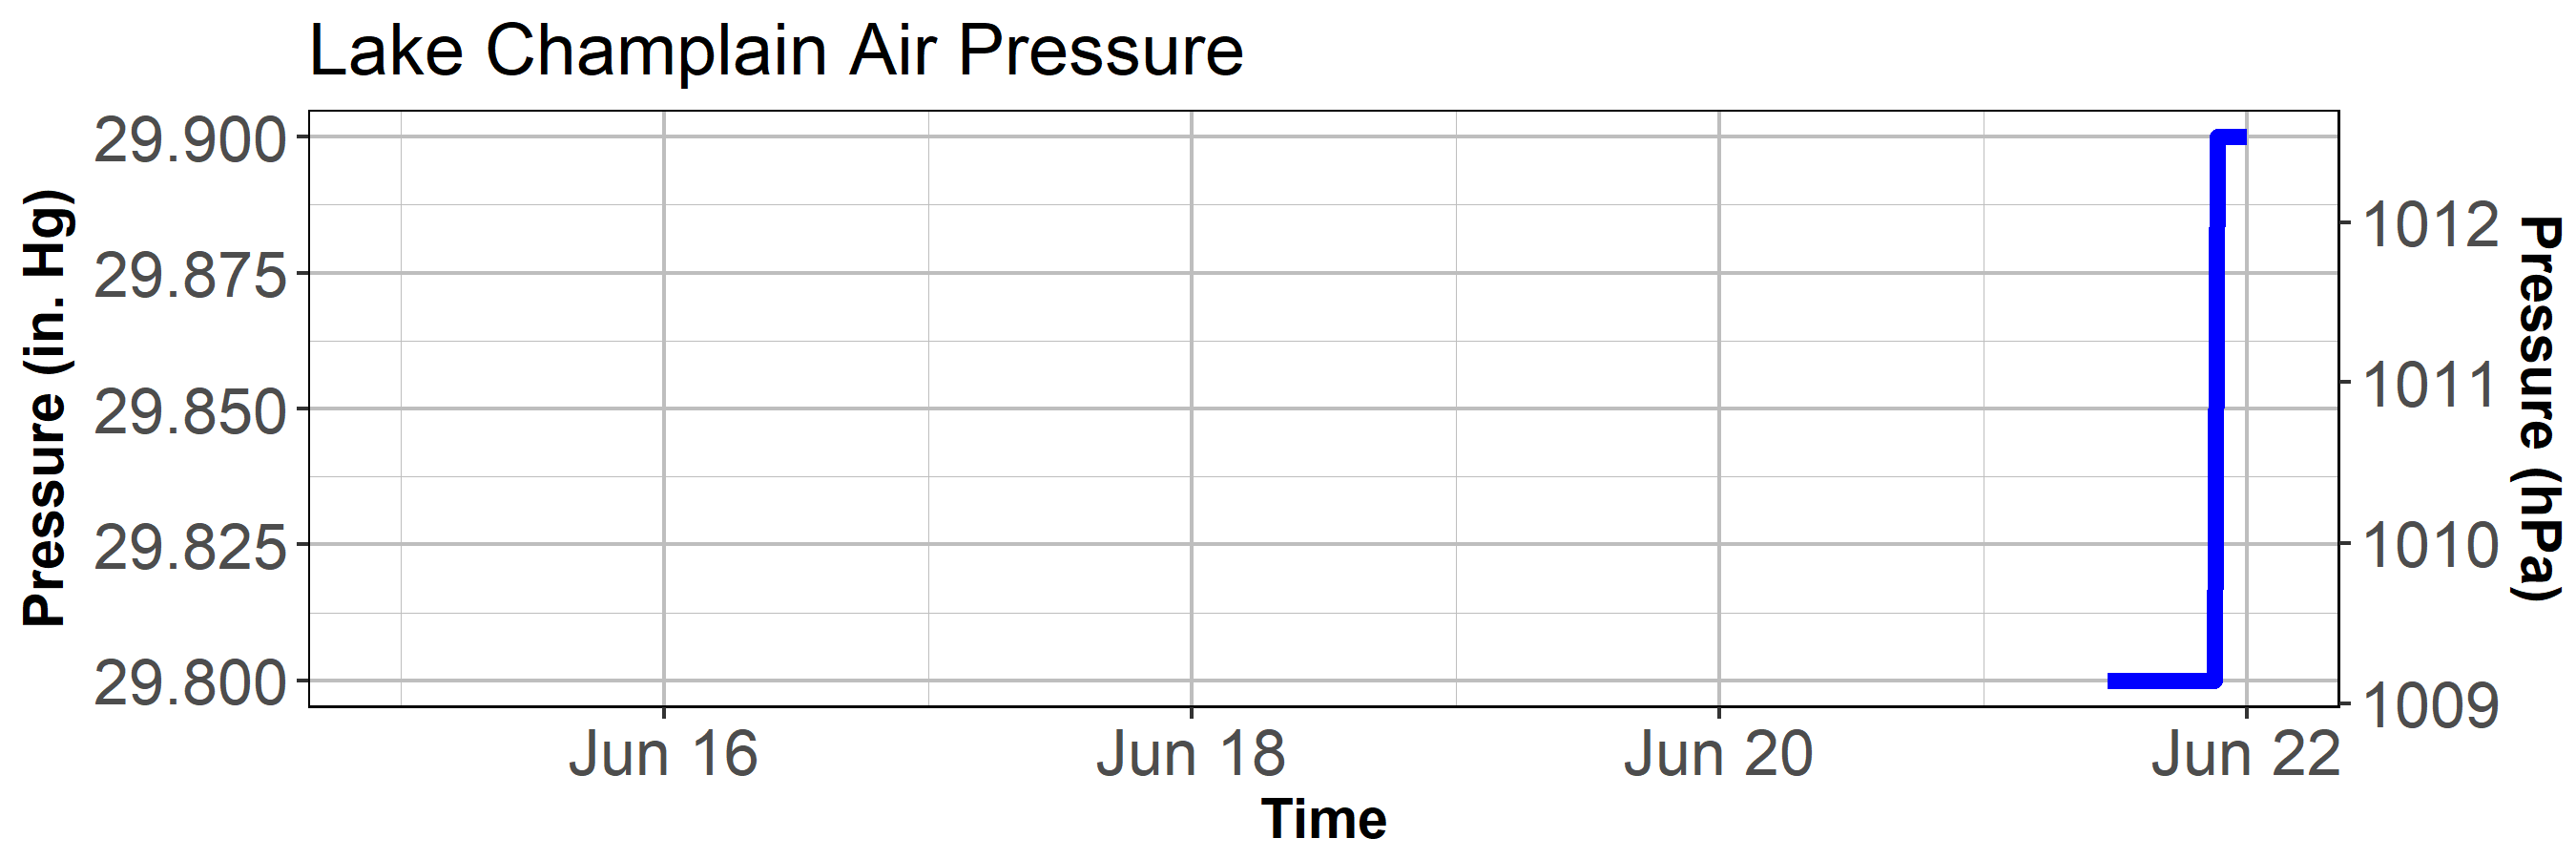 Lake Champlain Air Pressure
29.900
29.875
29.850
29.825
29.800
Pressure (in. Hg)
1012
1011
1010
1009
Pressure (hPa)
Jun 16 Jun 18 Jun 20 Jun 22
Time